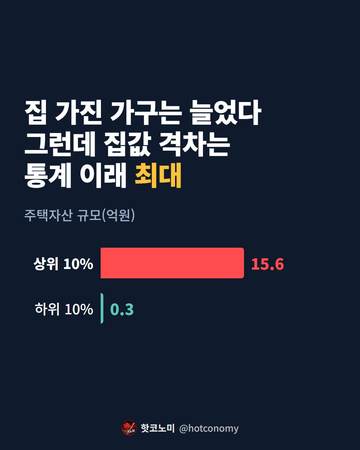 집 가진 가구는 늘었다
그런데 집값 격차는
통계 이래 최대
주택자산 규모(억원)
상위 10% 15.6
하위 10% 0.3
핫코노미 @hotconomy